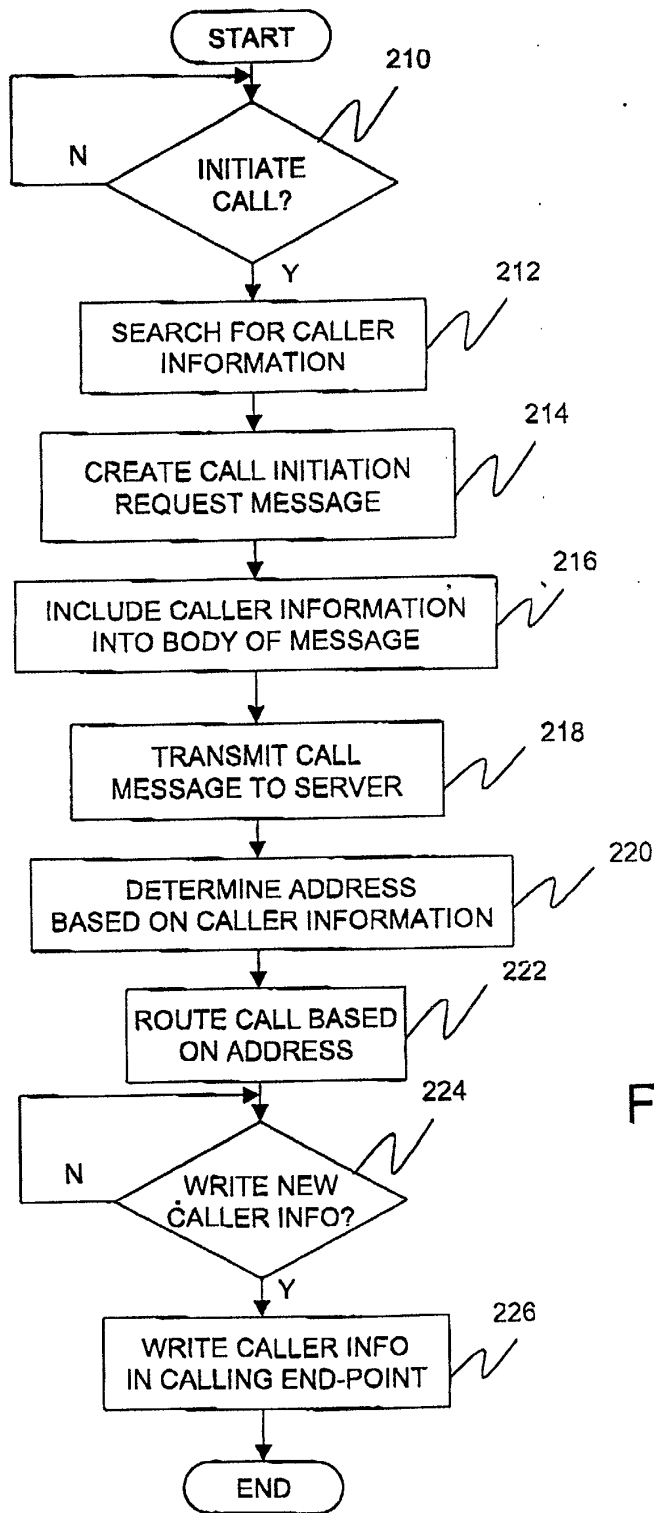 START
210
N
INITIATE
CALL?
Y
212
SEARCH FOR CALLER
INFORMATION
214
CREATE CALL INITIATION
REQUEST MESSAGE
216
INCLUDE CALLER INFORMATION
INTO BODY OF MESSAGE
218
TRANSMIT CALL
MESSAGE TO SERVER
220
DETERMINE ADDRESS
BASED ON CALLER INFORMATION
222
ROUTE CALL BASED
ON ADDRESS
224
F
N
WRITE NEW
CALLER INFO?
Y
226
WRITE CALLER INFO
IN CALLING END-POINT
END